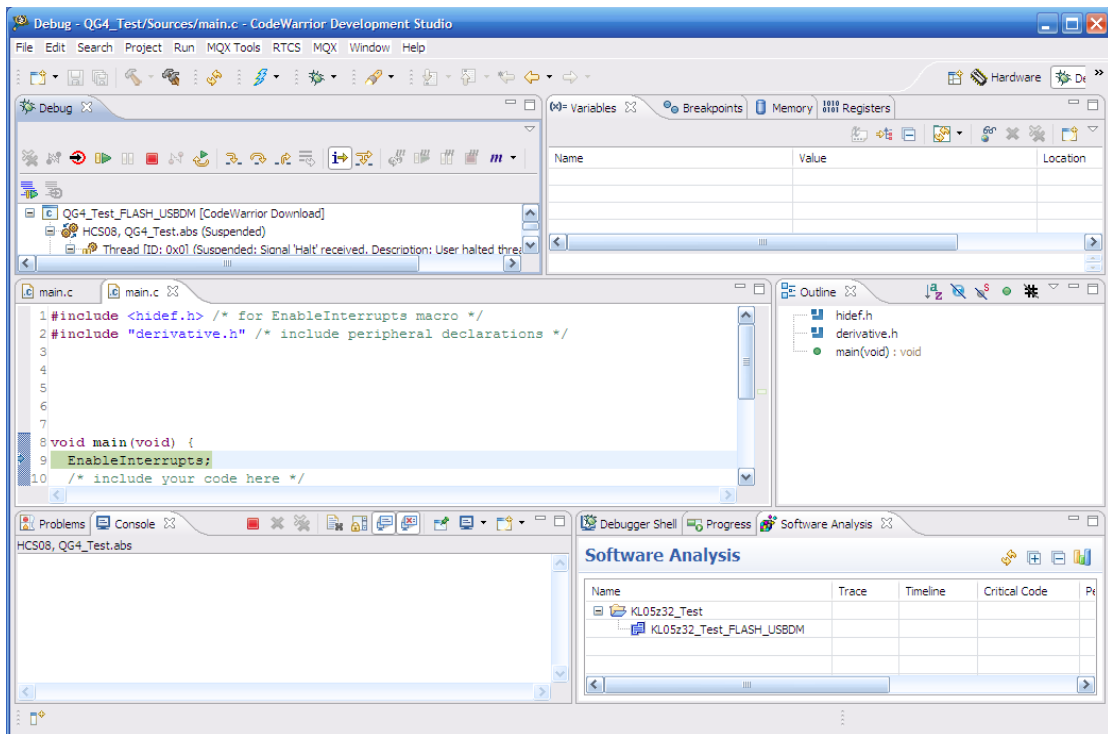 Debug - QG4_Test/Sources/main.c - CodeWarrior Development Studio
File Edit Search Project Run MQX Tools RTCS MQX Window Help
Hardware De »
Debug
(x)= Variables Breakpoints Memory 1010 0101 Registers
Name Value Location
QG4_Test_FLASH_USBDM [CodeWarrior Download]
HCS08, QG4_Test.abs (Suspended)
Thread [ID: 0x0] (Suspended: Signal 'Halt' received. Description: User halted threa
main.c main.c
1 #include <hidef.h> /* for EnableInterrupts macro */
2 #include "derivative.h" /* include peripheral declarations */
3
4
5
6
7
8 void main(void) {
9 EnableInterrupts;
10 /* include your code here */
Outline
hidef.h
derivative.h
main(void) : void
Problems Console
HCS08, QG4_Test.abs
Debugger Shell Progress Software Analysis
Software Analysis
Name Trace Timeline Critical Code Pe
KL05z32_Test
KL05z32_Test_FLASH_USBDM